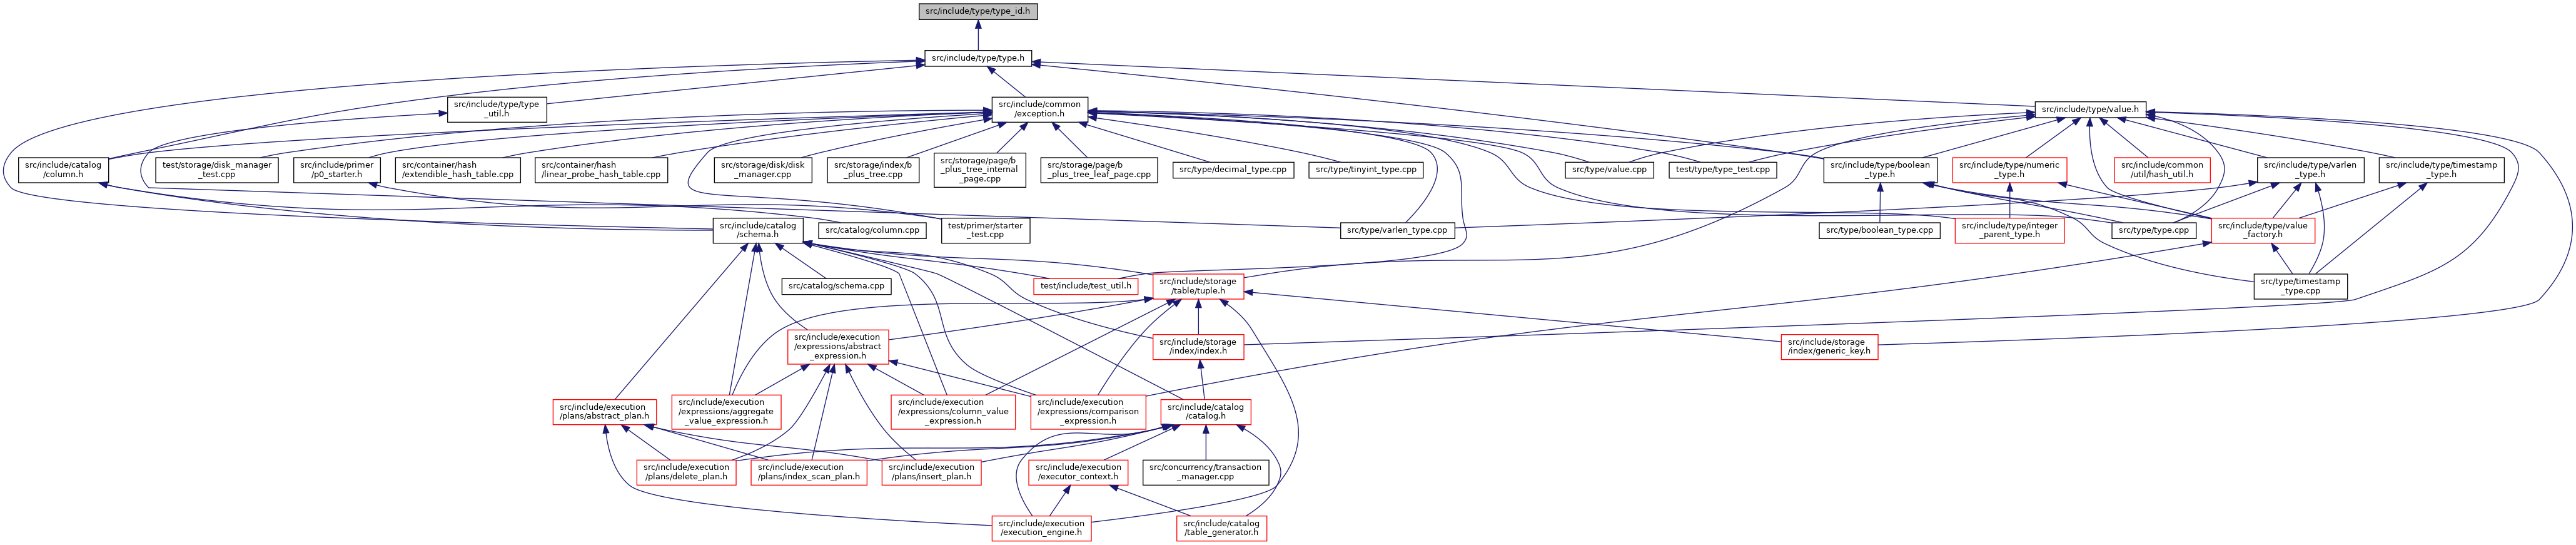 src/include/type/type_id.h
src/include/type/type.h
src/include/type/type
_util.h
src/include/common
/exception.h
src/include/type/value.h
src/include/catalog
/column.h
test/storage/disk_manager
_test.cpp
src/include/primer
/p0_starter.h
src/container/hash
/extendible_hash_table.cpp
src/container/hash
/linear_probe_hash_table.cpp
src/storage/disk/disk
_manager.cpp
src/storage/index/b
_plus_tree.cpp
src/storage/page/b
_plus_tree_internal
_page.cpp
src/storage/page/b
_plus_tree_leaf_page.cpp
src/type/decimal_type.cpp
src/type/tinyint_type.cpp
src/type/value.cpp
test/type/type_test.cpp
src/include/type/boolean
_type.h
src/include/type/numeric
_type.h
src/include/common
/util/hash_util.h
src/include/type/varlen
_type.h
src/include/type/timestamp
_type.h
src/include/catalog
/schema.h
src/catalog/column.cpp
test/primer/starter
_test.cpp
src/type/varlen_type.cpp
src/type/boolean_type.cpp
src/include/type/integer
_parent_type.h
src/type/type.cpp
src/include/type/value
_factory.h
src/catalog/schema.cpp
test/include/test_util.h
src/include/storage
/table/tuple.h
src/type/timestamp
_type.cpp
src/include/execution
/expressions/abstract
_expression.h
src/include/storage
/index/index.h
src/include/storage
/index/generic_key.h
src/include/execution
/plans/abstract_plan.h
src/include/execution
/expressions/aggregate
_value_expression.h
src/include/execution
/expressions/column_value
_expression.h
src/include/execution
/expressions/comparison
_expression.h
src/include/catalog
/catalog.h
src/include/execution
/plans/delete_plan.h
src/include/execution
/plans/index_scan_plan.h
src/include/execution
/plans/insert_plan.h
src/include/execution
/executor_context.h
src/concurrency/transaction
_manager.cpp
src/include/execution
/execution_engine.h
src/include/catalog
/table_generator.h